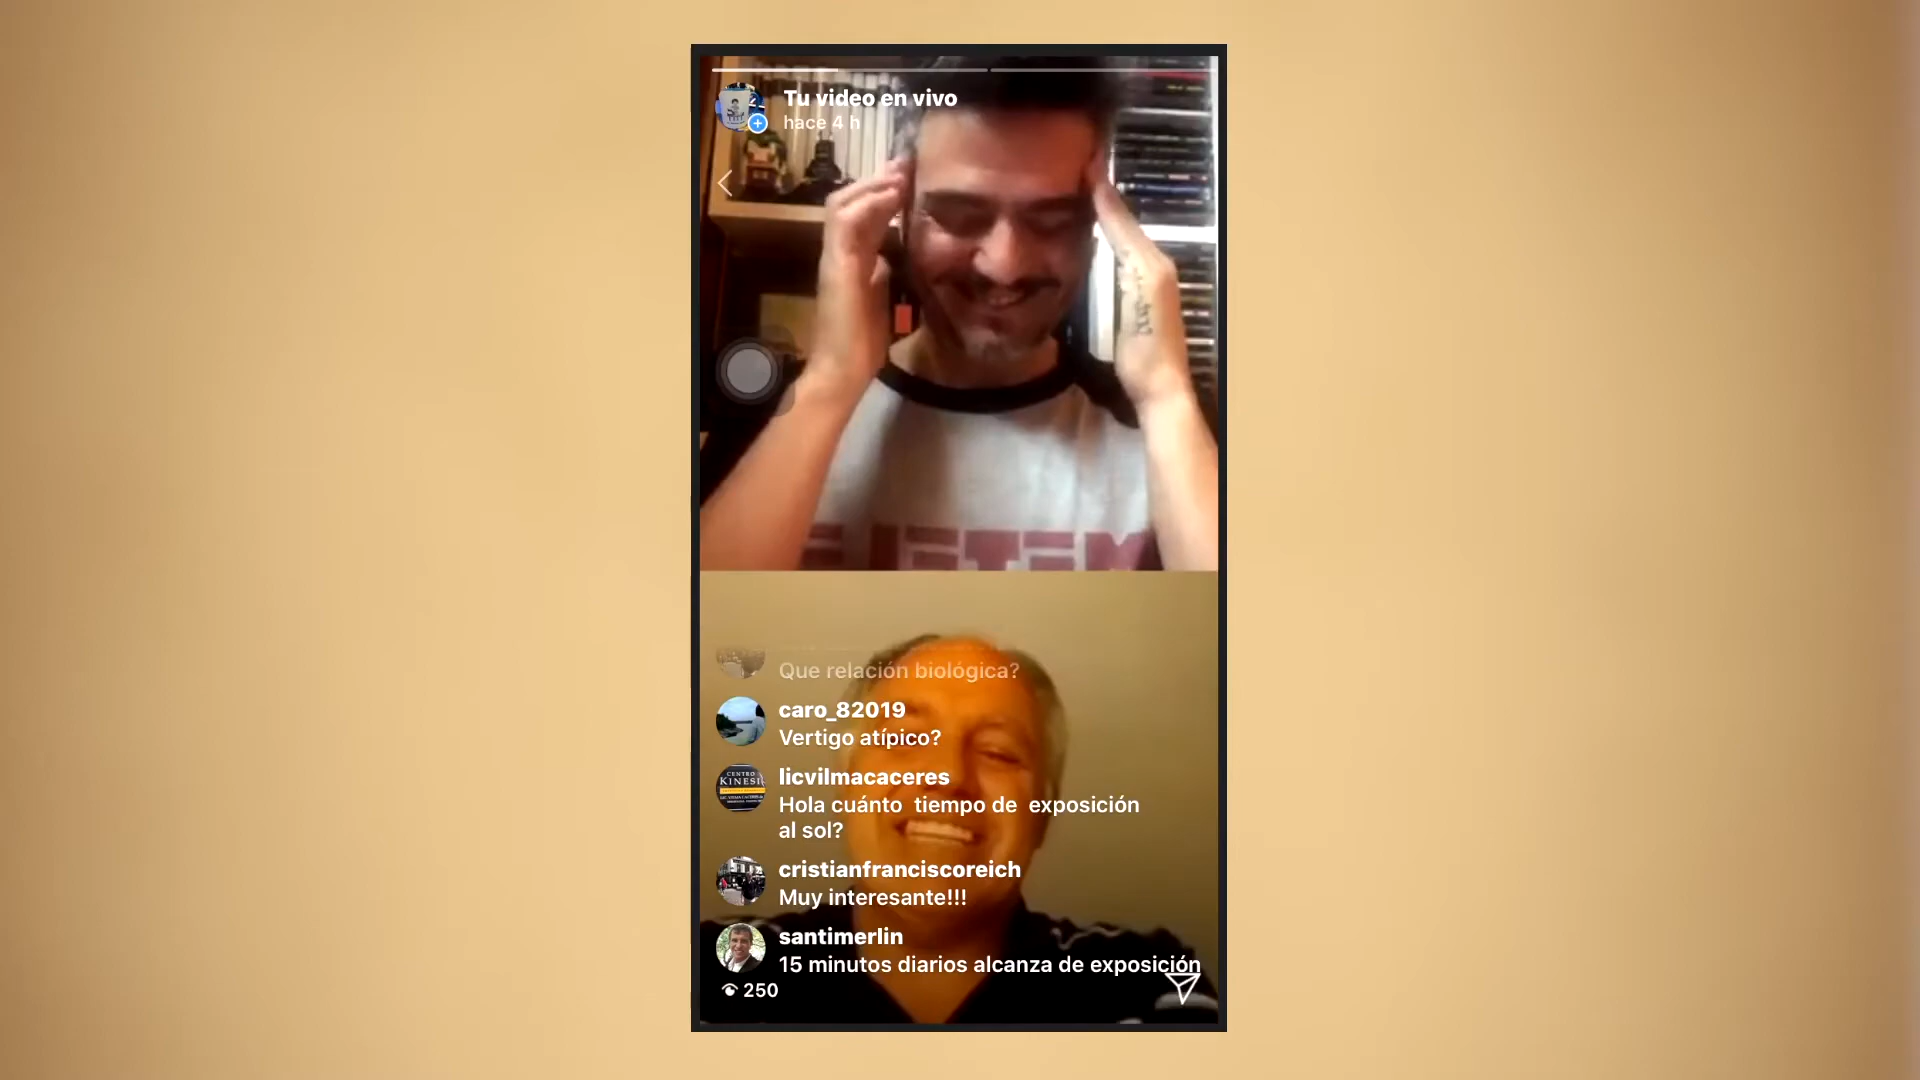 Tu video en vivo
hace 4 h
Que relación biológica?
caro_82019
Vertigo atípico?
licvilmacaceres
Hola cuánto tiempo de exposición
al sol?
cristianfranciscoreich
Muy interesante!!!
santimerlin
15 minutos diarios alcanza de exposición
250
CENTRO